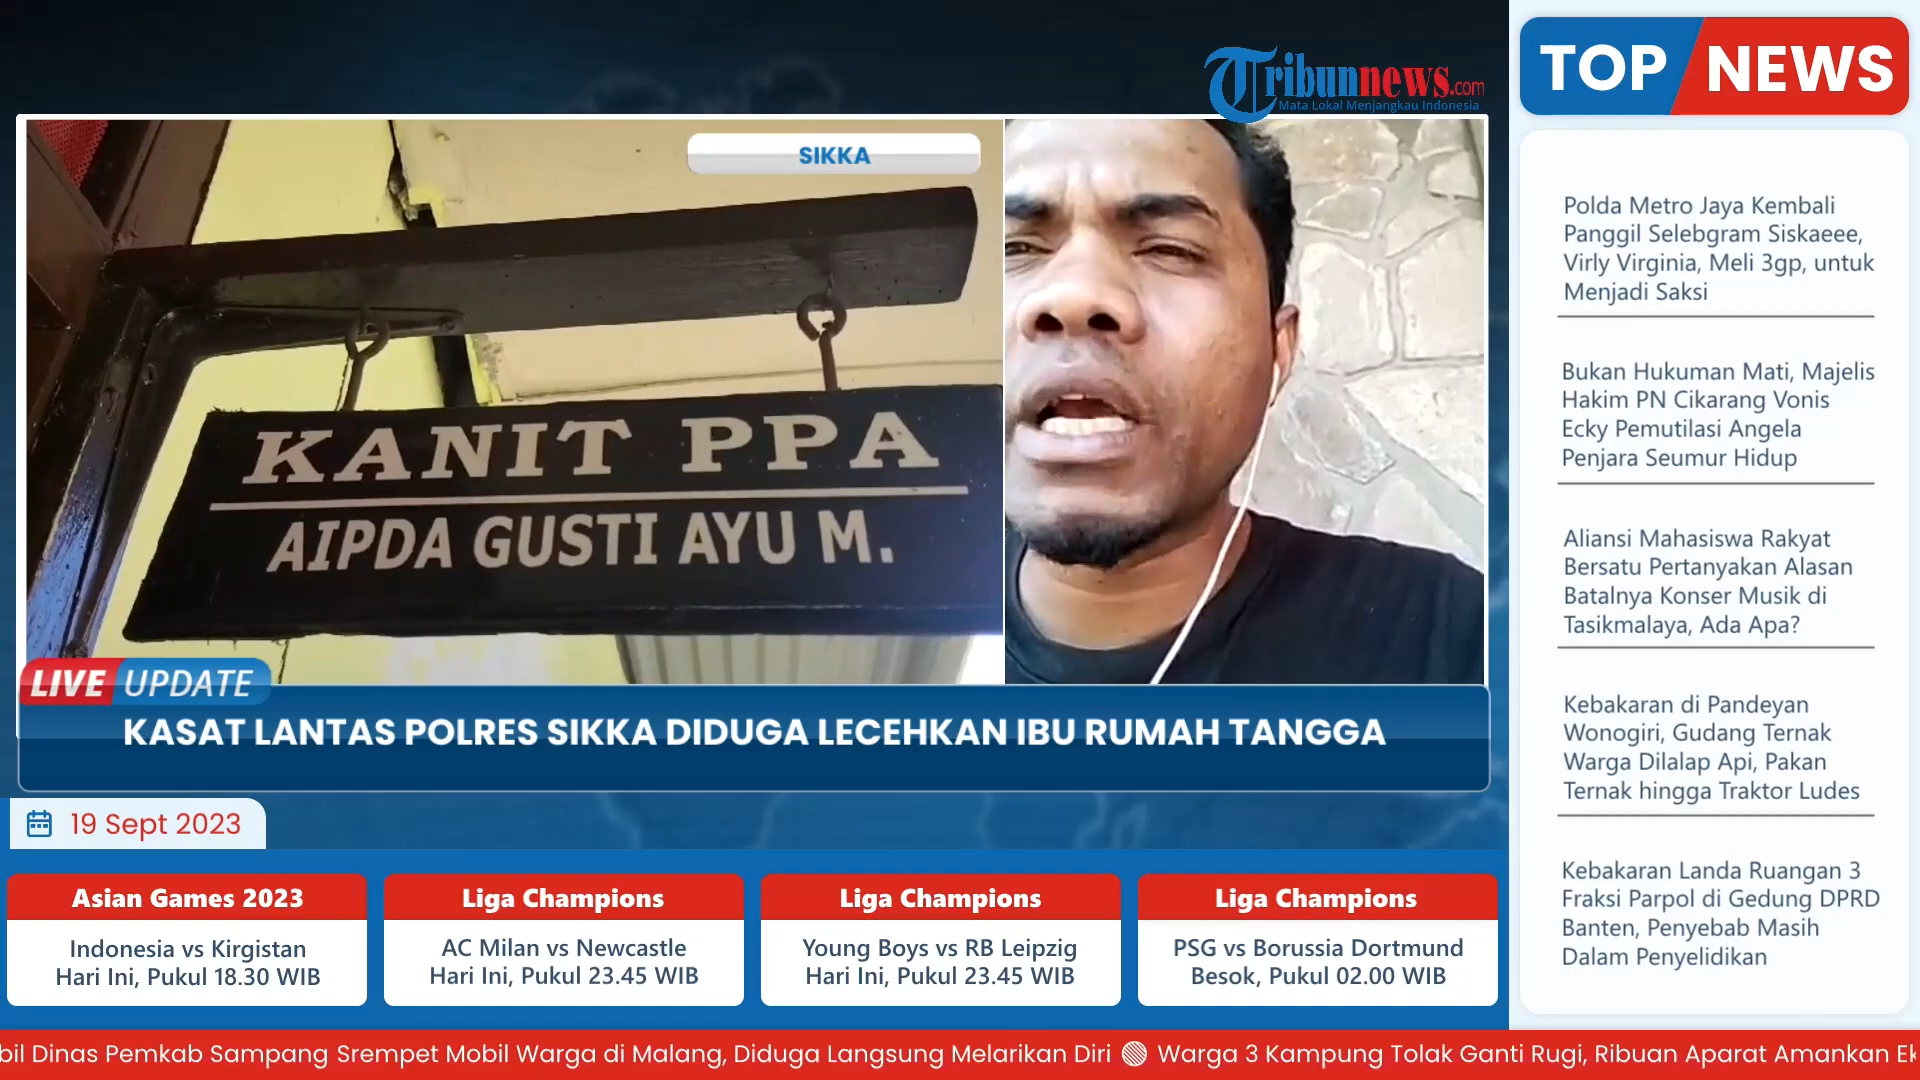 Tribunnews.com
Mata Lokal Menjangkau Indonesia
SIKKA
KANIT PPA
AIPDA GUSTI AYU M.
LIVE UPDATE
KASAT LANTAS POLRES SIKKA DIDUGA LECEHKAN IBU RUMAH TANGGA
19 Sept 2023
Asian Games 2023
Indonesia vs Kirgistan
Hari Ini, Pukul 18.30 WIB
Liga Champions
AC Milan vs Newcastle
Hari Ini, Pukul 23.45 WIB
Liga Champions
Young Boys vs RB Leipzig
Hari Ini, Pukul 23.45 WIB
Liga Champions
PSG vs Borussia Dortmund
Besok, Pukul 02.00 WIB
TOP NEWS
Polda Metro Jaya Kembali
Panggil Selebgram Siskaeee,
Virly Virginia, Meli 3gp, untuk
Menjadi Saksi
Bukan Hukuman Mati, Majelis
Hakim PN Cikarang Vonis
Ecky Pemutilasi Angela
Penjara Seumur Hidup
Aliansi Mahasiswa Rakyat
Bersatu Pertanyakan Alasan
Batalnya Konser Musik di
Tasikmalaya, Ada Apa?
Kebakaran di Pandeyan
Wonogiri, Gudang Ternak
Warga Dilalap Api, Pakan
Ternak hingga Traktor Ludes
Kebakaran Landa Ruangan 3
Fraksi Parpol di Gedung DPRD
Banten, Penyebab Masih
Dalam Penyelidikan
bil Dinas Pemkab Sampang Srempet Mobil Warga di Malang, Diduga Langsung Melarikan Diri Warga 3 Kampung Tolak Ganti Rugi, Ribuan Aparat Amankan